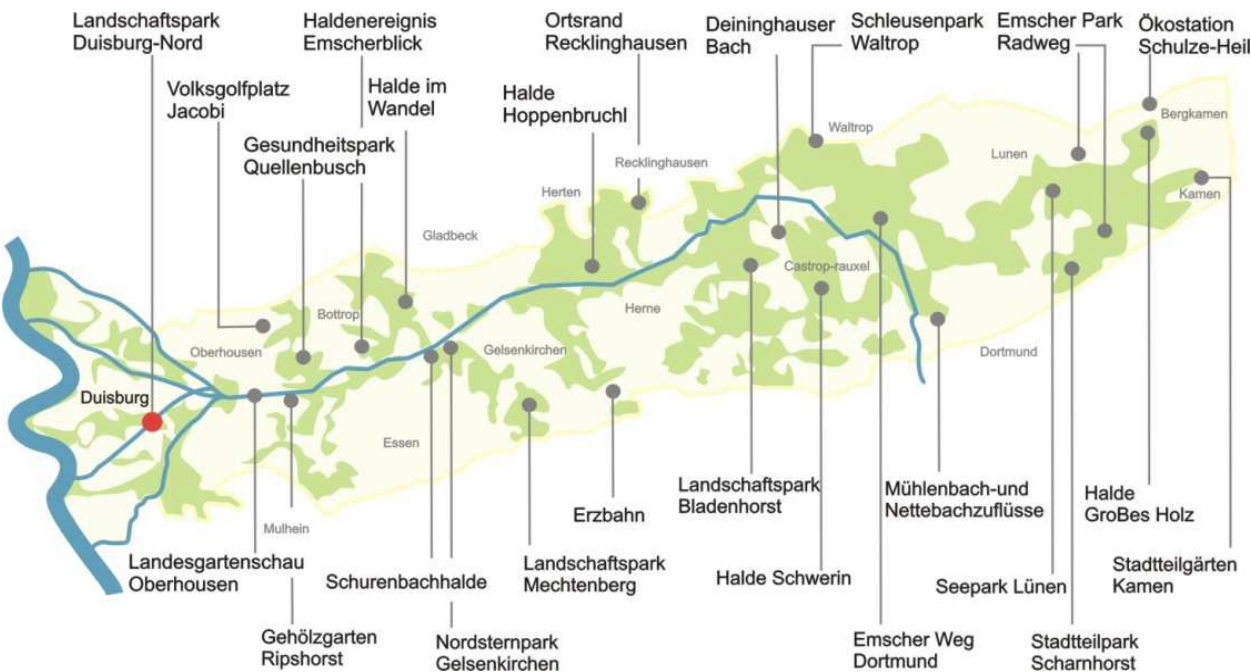 Landschaftspark
Duisburg-Nord
Haldenereignis
Emscherblick
Ortsrand
Recklinghausen
Deininghauser
Bach
Schleusenpark
Waltrop
Emscher Park
Radweg
Ökostation
Schulze-Heil
Volksgolfplatz
Jacobi
Halde im
Wandel
Halde
Hoppenbruchl
Gesundheitspark
Quellenbusch
Waltrop
Bergkamen
Lunen
Recklinghausen
Herten
Kamen
Gladbeck
Castrop-rauxel
Bottrop
Herne
Oberhousen
Gelsenkirchen
Dortmund
Duisburg
Essen
Mulhein
Landschaftspark
Bladenhorst
Mühlenbach-und
Nettebachzuflüsse
Halde
GroBes Holz
Erzbahn
Landesgartenschau
Oberhousen
Schurenbachhalde
Landschaftspark
Mechtenberg
Halde Schwerin
Seepark Lünen
Stadtteilgärten
Kamen
Gehölzgarten
Ripshorst
Nordsternpark
Gelsenkirchen
Emscher Weg
Dortmund
Stadtteilpark
Scharnhorst